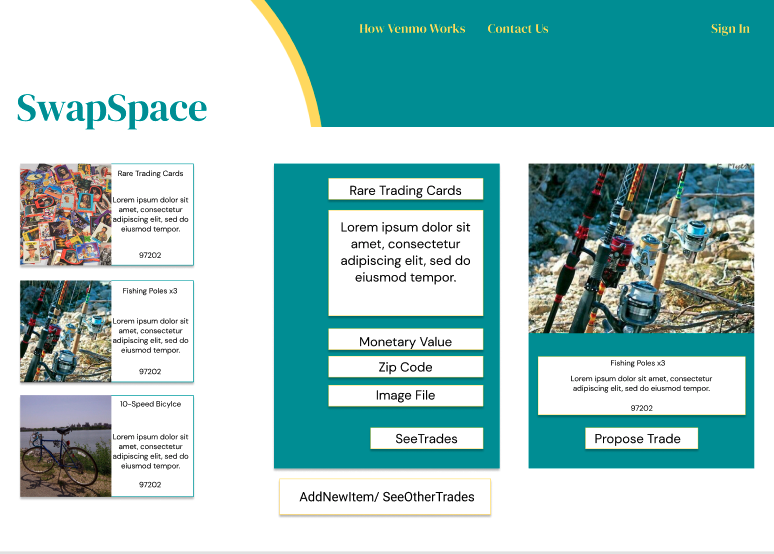 How Venmo Works Contact Us Sign In
SwapSpace
Rare Trading Cards
Lorem ipsum dolor sit
amet, consectetur
adipiscing elit, sed do
eiusmod tempor.
97202
Fishing Poles x3
Lorem ipsum dolor sit
amet, consectetur
adipiscing elit, sed do
eiusmod tempor.
97202
10-Speed Bicylce
Lorem ipsum dolor sit
amet, consectetur
adipiscing elit, sed do
eiusmod tempor.
97202
Rare Trading Cards
Lorem ipsum dolor sit
amet, consectetur
adipiscing elit, sed do
eiusmod tempor.
Monetary Value
Zip Code
Image File
SeeTrades
AddNewItem/ SeeOtherTrades
Fishing Poles x3
Lorem ipsum dolor sit amet, consectetur
adipiscing elit, sed do eiusmod tempor.
97202
Propose Trade